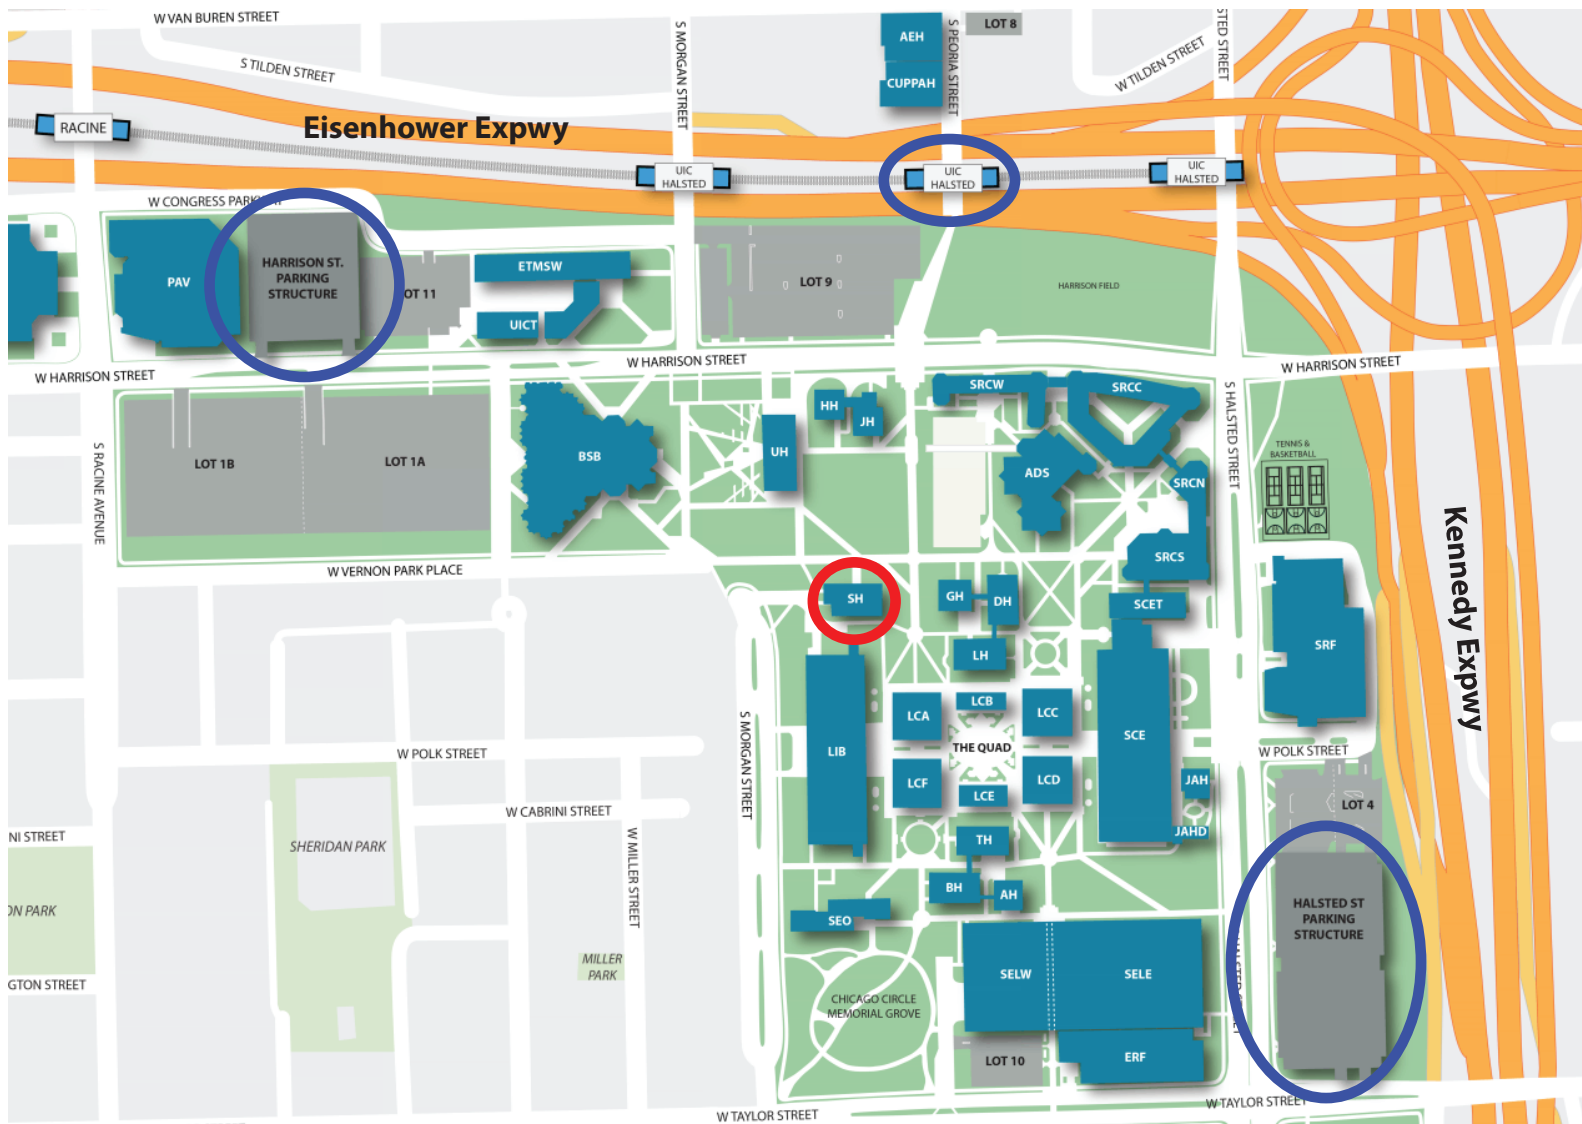 W VAN BUREN STREET
S TILDEN STREET
S MORGAN STREET
AEH
CUPPAH
S PEORIA STREET
LOT 8
W TILDEN STREET
STED STREET
RACINE
Eisenhower Expwy
UIC
HALSTED
UIC
HALSTED
UIC
HALSTED
W CONGRESS PARK
PAV
HARRISON ST.
PARKING
STRUCTURE
OT 11
ETMSW
UICT
LOT 9
HARRISON FIELD
W HARRISON STREET
W HARRISON STREET
W HARRISON STREET
S RACINE AVENUE
LOT 1B
LOT 1A
BSB
UH
HH
JH
SRCW
SRCC
ADS
SRCN
SRCS
S HALSTED STREET
TENNIS &
BASKETBALL
Kennedy Expwy
W VERNON PARK PLACE
SH
GH
DH
SCET
LH
SRF
LCA
LCB
LCC
THE QUAD
LIB
SCE
LCF
LCE
LCD
JAH
JAHD
TH
BH
AH
SEO
S MORGAN STREET
W POLK STREET
W POLK STREET
LOT 4
W CABRINI STREET
W MILLER STREET
NI STREET
SHERIDAN PARK
ON PARK
GTON STREET
MILLER
PARK
CHICAGO CIRCLE
MEMORIAL GROVE
SELW
SELE
LOT 10
ERF
HALSTED ST
PARKING
STRUCTURE
W TAYLOR STREET
W TAYLOR STREET